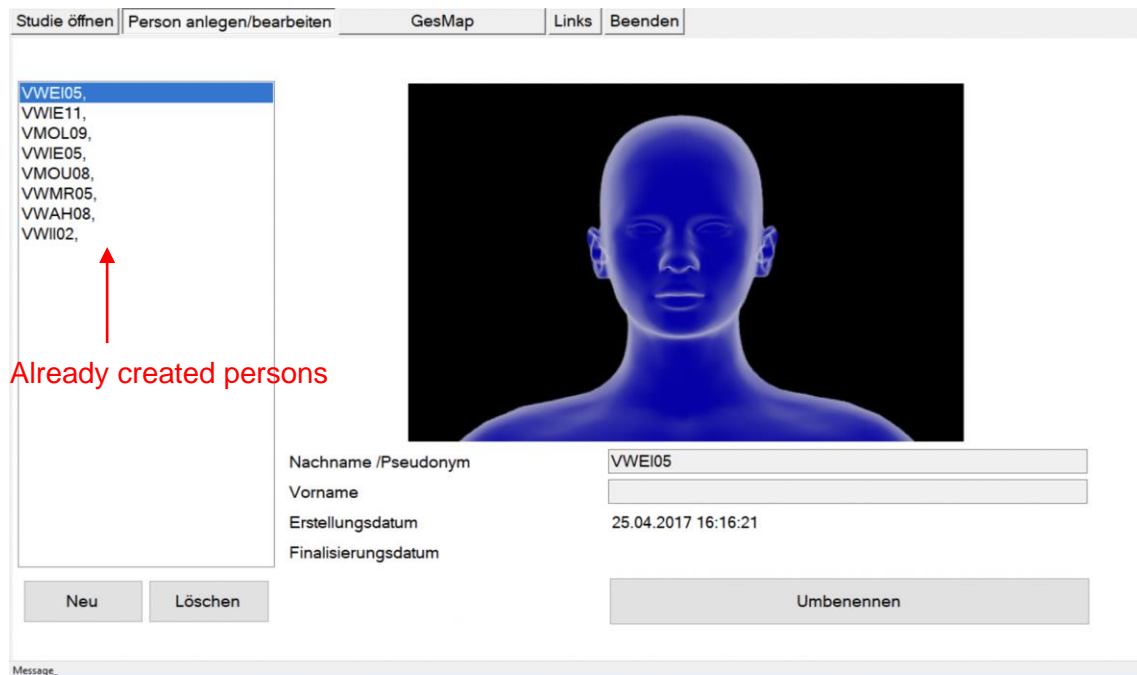 Studie öffnen Person anlegen/bearbeiten GesMap Links Beenden
VWEI05,
VWIE11,
VMOL09,
VWIE05,
VMOU08,
VWMR05,
VWAH08,
VWII02,
Already created persons
Nachname /Pseudonym VWEI05
Vorname
Erstellungsdatum 25.04.2017 16:16:21
Finalisierungsdatum
Neu Löschen Umbenennen
Message_